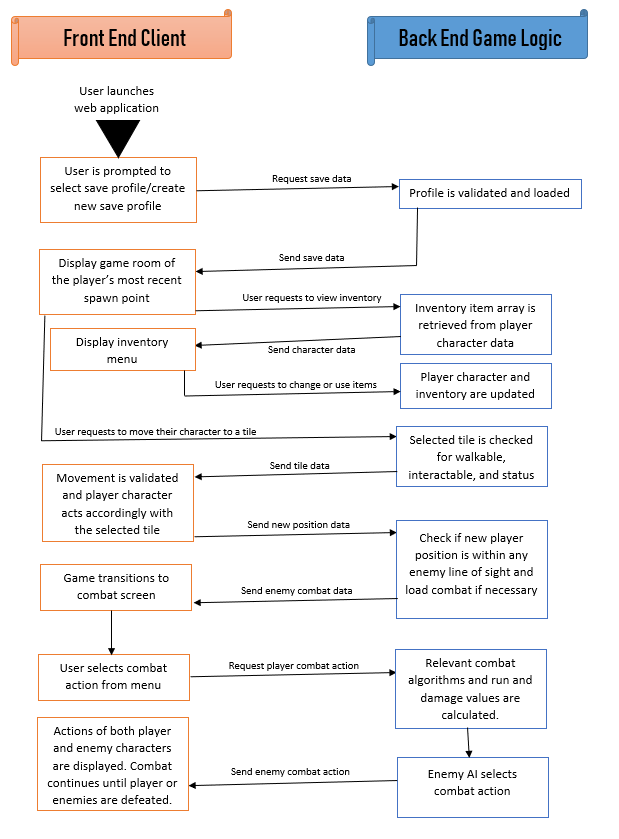 Front End Client
Back End Game Logic
User launches
web application
User is prompted to
select save profile/create
new save profile
Request save data
Profile is validated and loaded
Send save data
Display game room of
the player's most recent
spawn point
User requests to view inventory
Inventory item array is
retrieved from player
character data
Display inventory
menu
Send character data
User requests to change or use items
Player character and
inventory are updated
User requests to move their character to a tile
Selected tile is checked
for walkable,
interactable, and status
Send tile data
Movement is validated
and player character
acts accordingly with
the selected tile
Send new position data
Check if new player
position is within any
enemy line of sight and
load combat if necessary
Game transitions to
combat screen
Send enemy combat data
User selects combat
action from menu
Request player combat action
Relevant combat
algorithms and run and
damage values are
calculated.
Actions of both player
and enemy characters
are displayed. Combat
continues until player or
enemies are defeated.
Send enemy combat action
Enemy AI selects
combat action